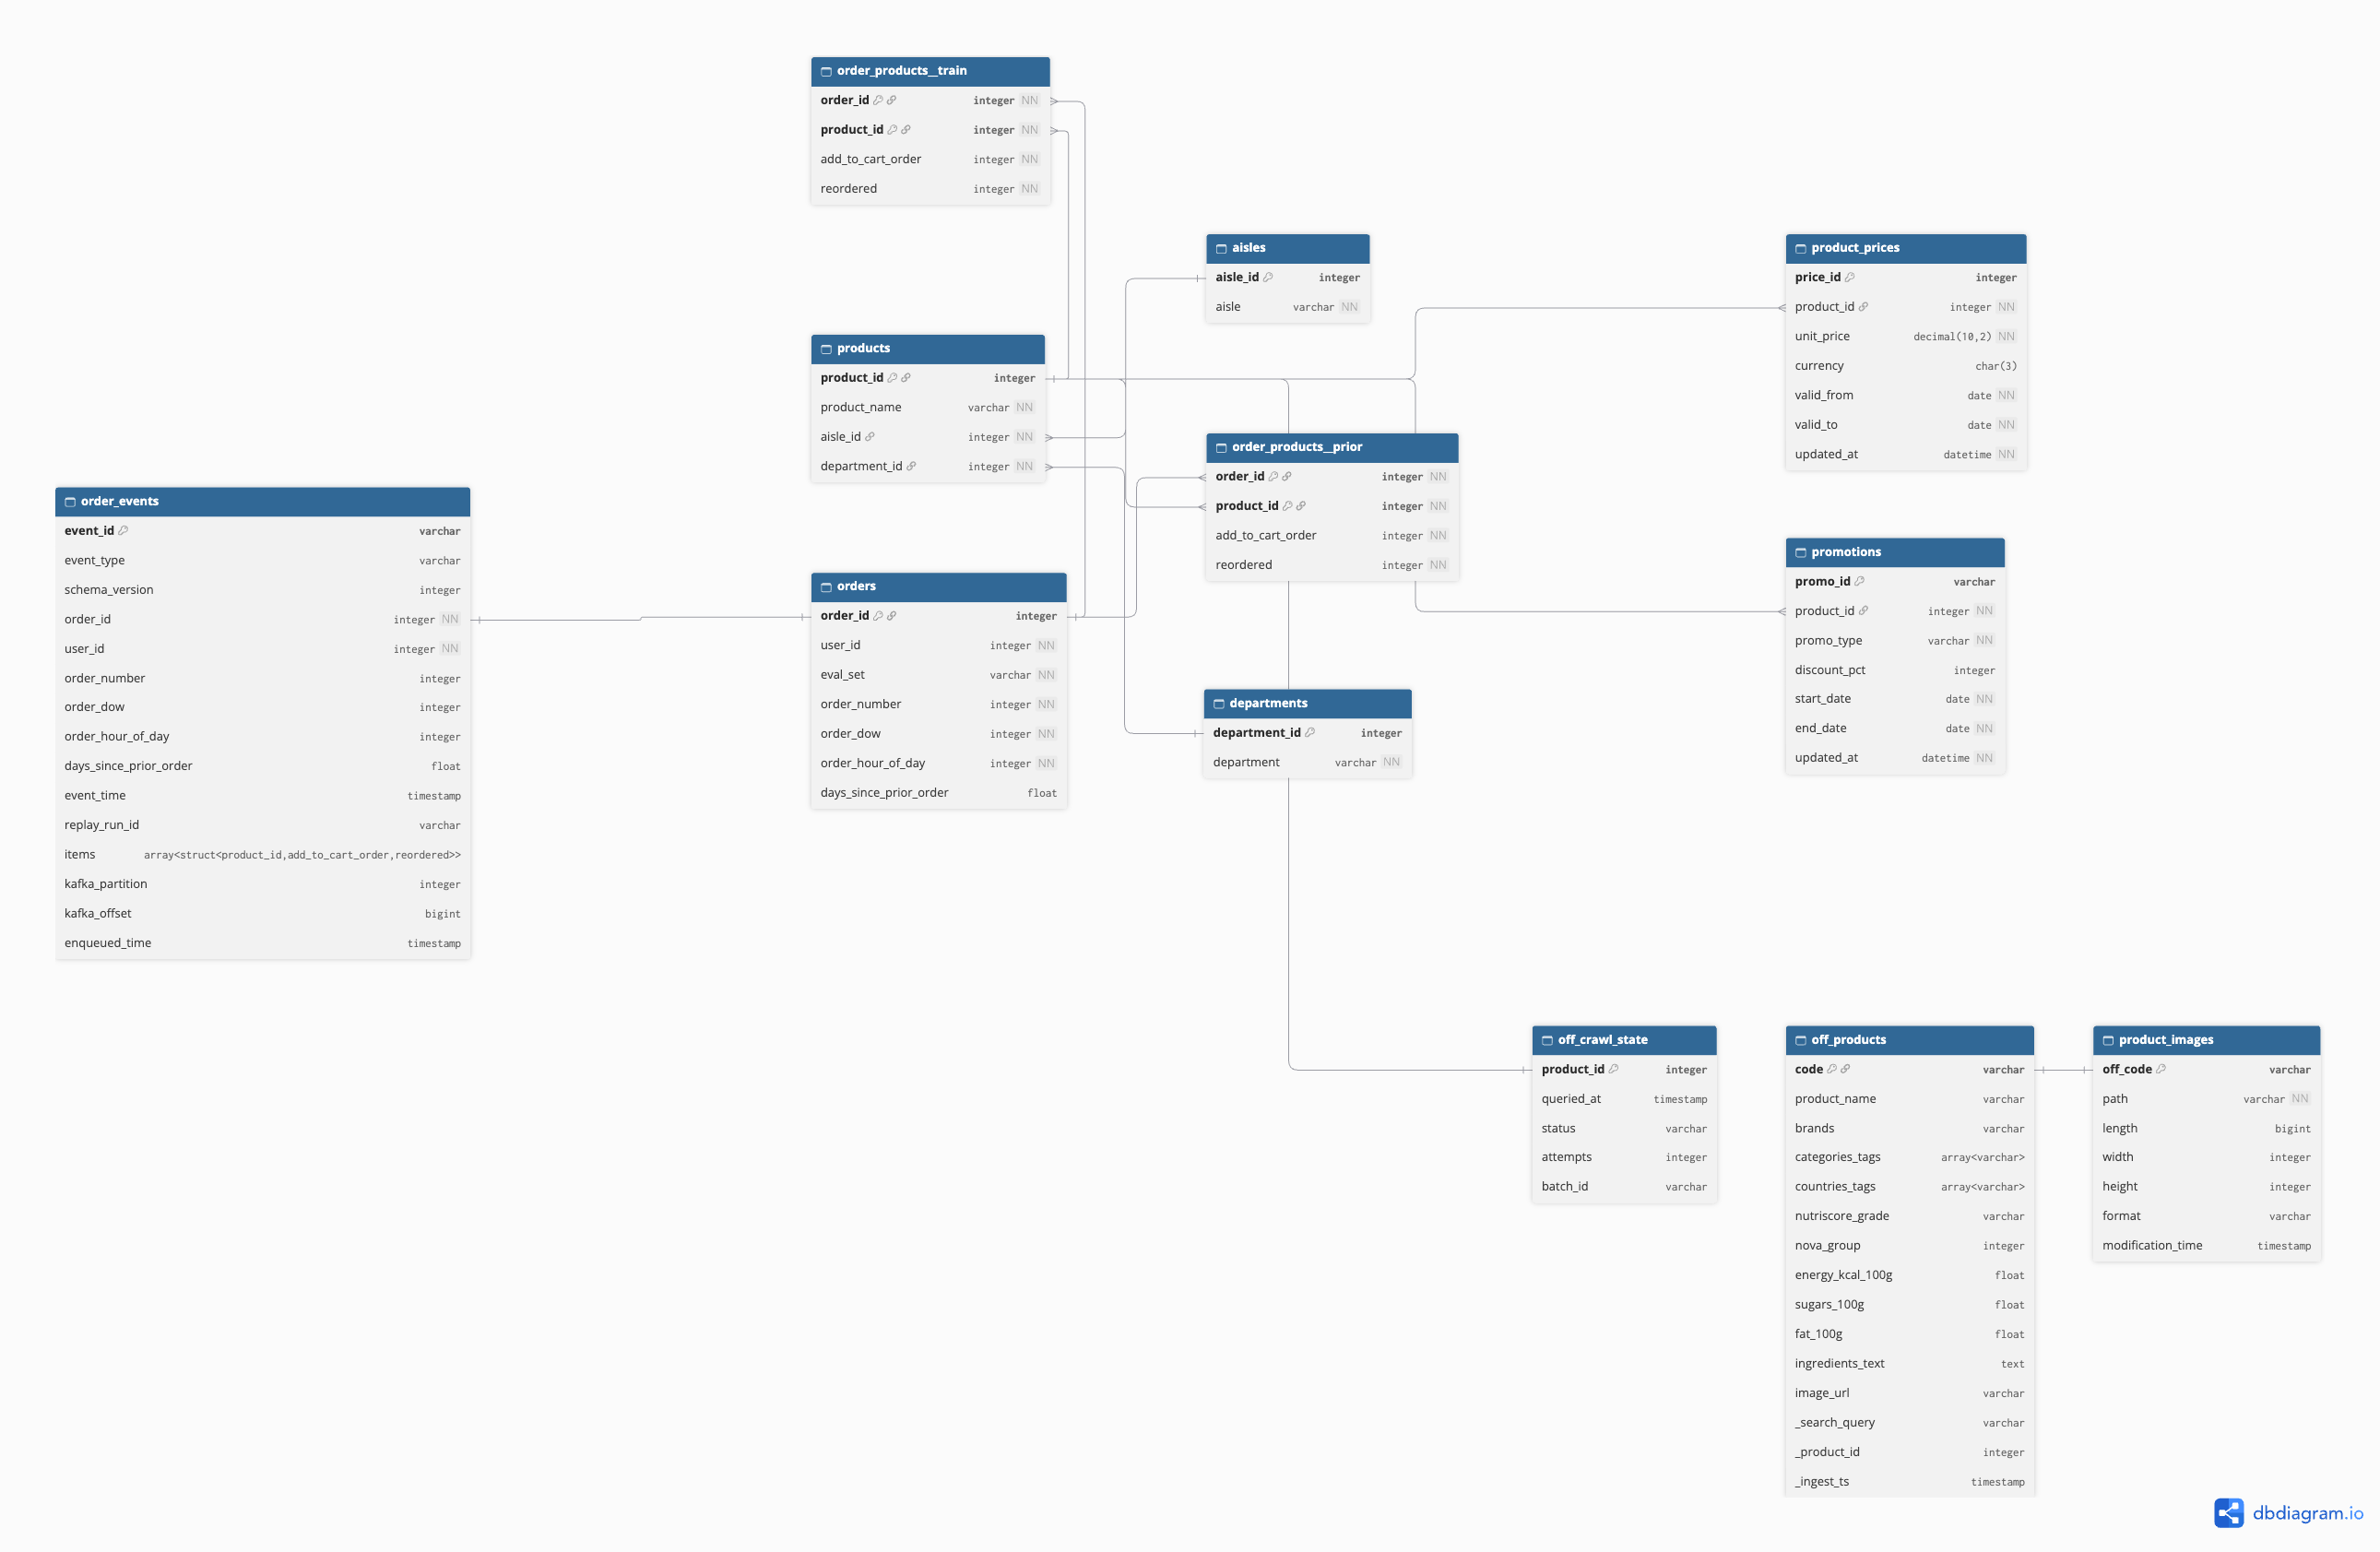 order_products__train
order_id integer NN
product_id integer NN
add_to_cart_order integer NN
reordered integer NN
aisles
aisle_id integer
aisle varchar NN
product_prices
price_id integer
product_id integer NN
unit_price decimal(10,2) NN
currency char(3)
valid_from date NN
valid_to date NN
updated_at datetime NN
products
product_id integer
product_name varchar NN
aisle_id integer NN
department_id integer NN
order_products__prior
order_id integer NN
product_id integer NN
add_to_cart_order integer NN
reordered integer NN
order_events
event_id varchar
event_type varchar
schema_version integer
order_id integer NN
user_id integer NN
order_number integer
order_dow integer
order_hour_of_day integer
days_since_prior_order float
event_time timestamp
replay_run_id varchar
items array<struct<product_id,add_to_cart_order,reordered>>
kafka_partition integer
kafka_offset bigint
enqueued_time timestamp
orders
order_id integer
user_id integer NN
eval_set varchar NN
order_number integer NN
order_dow integer NN
order_hour_of_day integer NN
days_since_prior_order float
promotions
promo_id varchar
product_id integer NN
promo_type varchar NN
discount_pct integer
start_date date NN
end_date date NN
updated_at datetime NN
departments
department_id integer
department varchar NN
off_crawl_state
product_id integer
queried_at timestamp
status varchar
attempts integer
batch_id varchar
off_products
code varchar
product_name varchar
brands varchar
categories_tags array<varchar>
countries_tags array<varchar>
nutriscore_grade varchar
nova_group integer
energy_kcal_100g float
sugars_100g float
fat_100g float
ingredients_text text
image_url varchar
_search_query varchar
_product_id integer
_ingest_ts timestamp
product_images
off_code varchar
path varchar NN
length bigint
width integer
height integer
format varchar
modification_time timestamp
dbdiagram.io